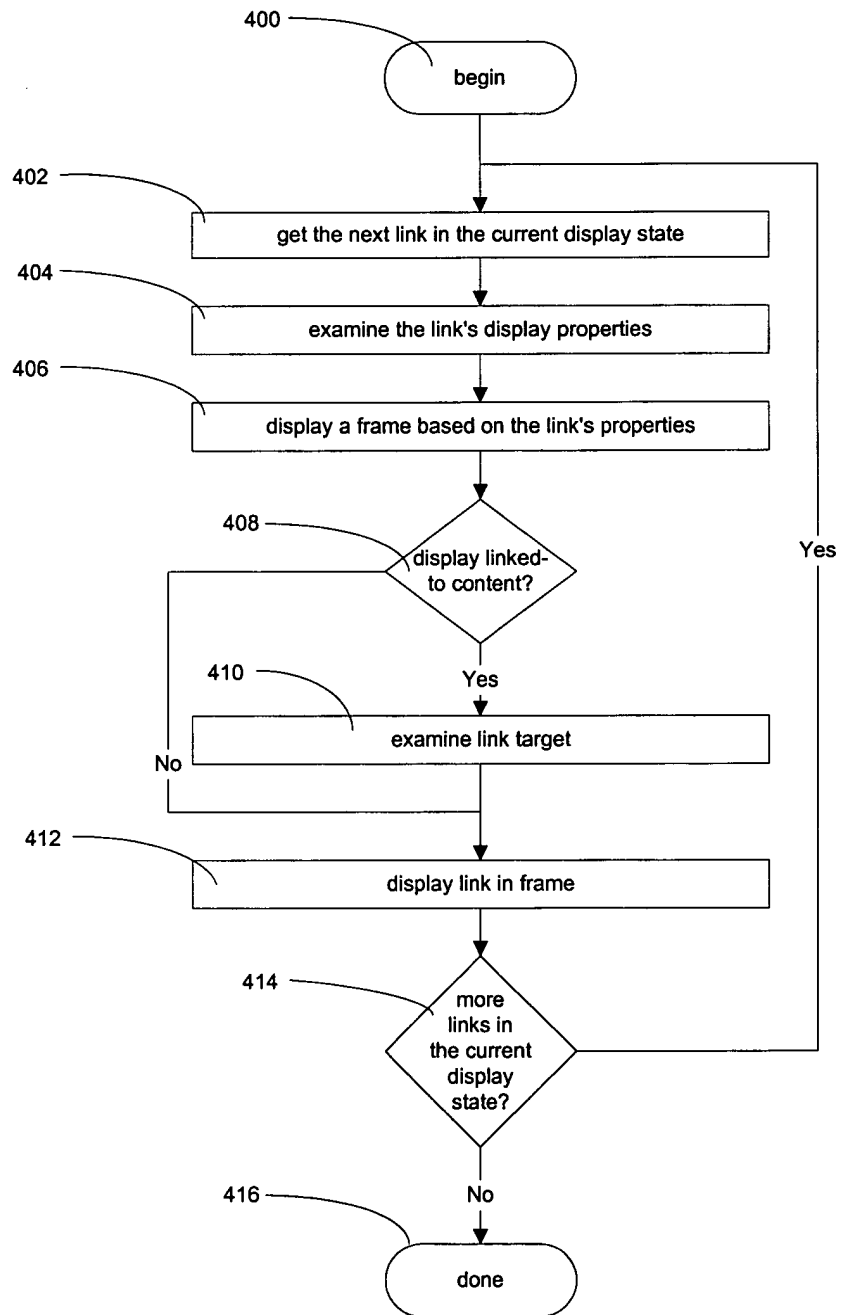 400
begin
402
get the next link in the current display state
404
examine the link's display properties
406
display a frame based on the link's properties
408
display linked-
to content?
Yes
Yes
410
examine link target
No
412
display link in frame
414
more
links in
the current
display
state?
No
416
done